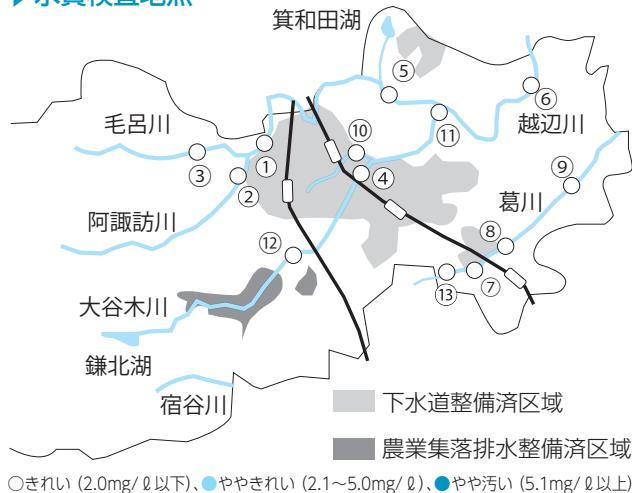 ▶水質検査地点
箕和田湖
⑤
⑥
毛呂川
越辺川
①
⑩
⑪
③
②
④
⑨
葛川
阿諏訪川
⑫
⑧
⑬
⑦
大谷木川
鎌北湖
宿谷川
下水道整備済区域
農業集落排水整備済区域
○きれい (2.0mg/ℓ以下)、●ややきれい (2.1～5.0mg/ℓ)、●やや汚い (5.1mg/ℓ以上)